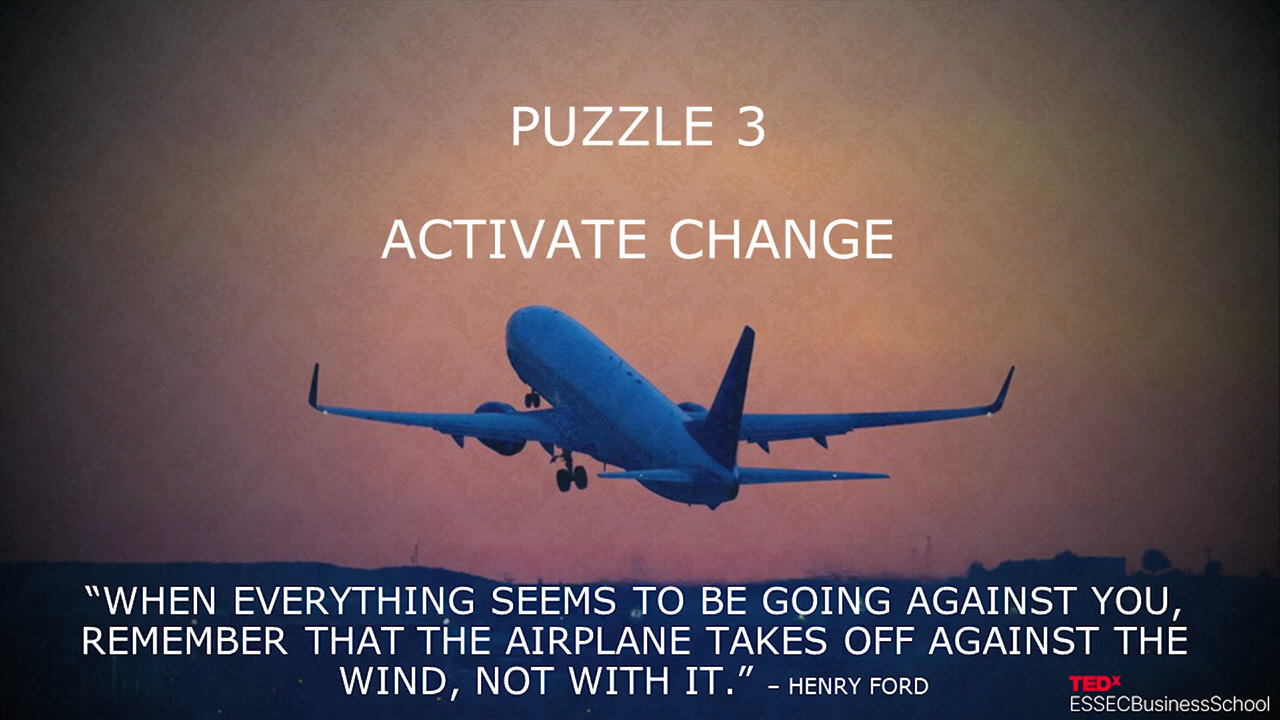 PUZZLE 3
ACTIVATE CHANGE
“WHEN EVERYTHING SEEMS TO BE GOING AGAINST YOU,
REMEMBER THAT THE AIRPLANE TAKES OFF AGAINST THE
WIND, NOT WITH IT.” – HENRY FORD
TEDx
ESSECBusinessSchool